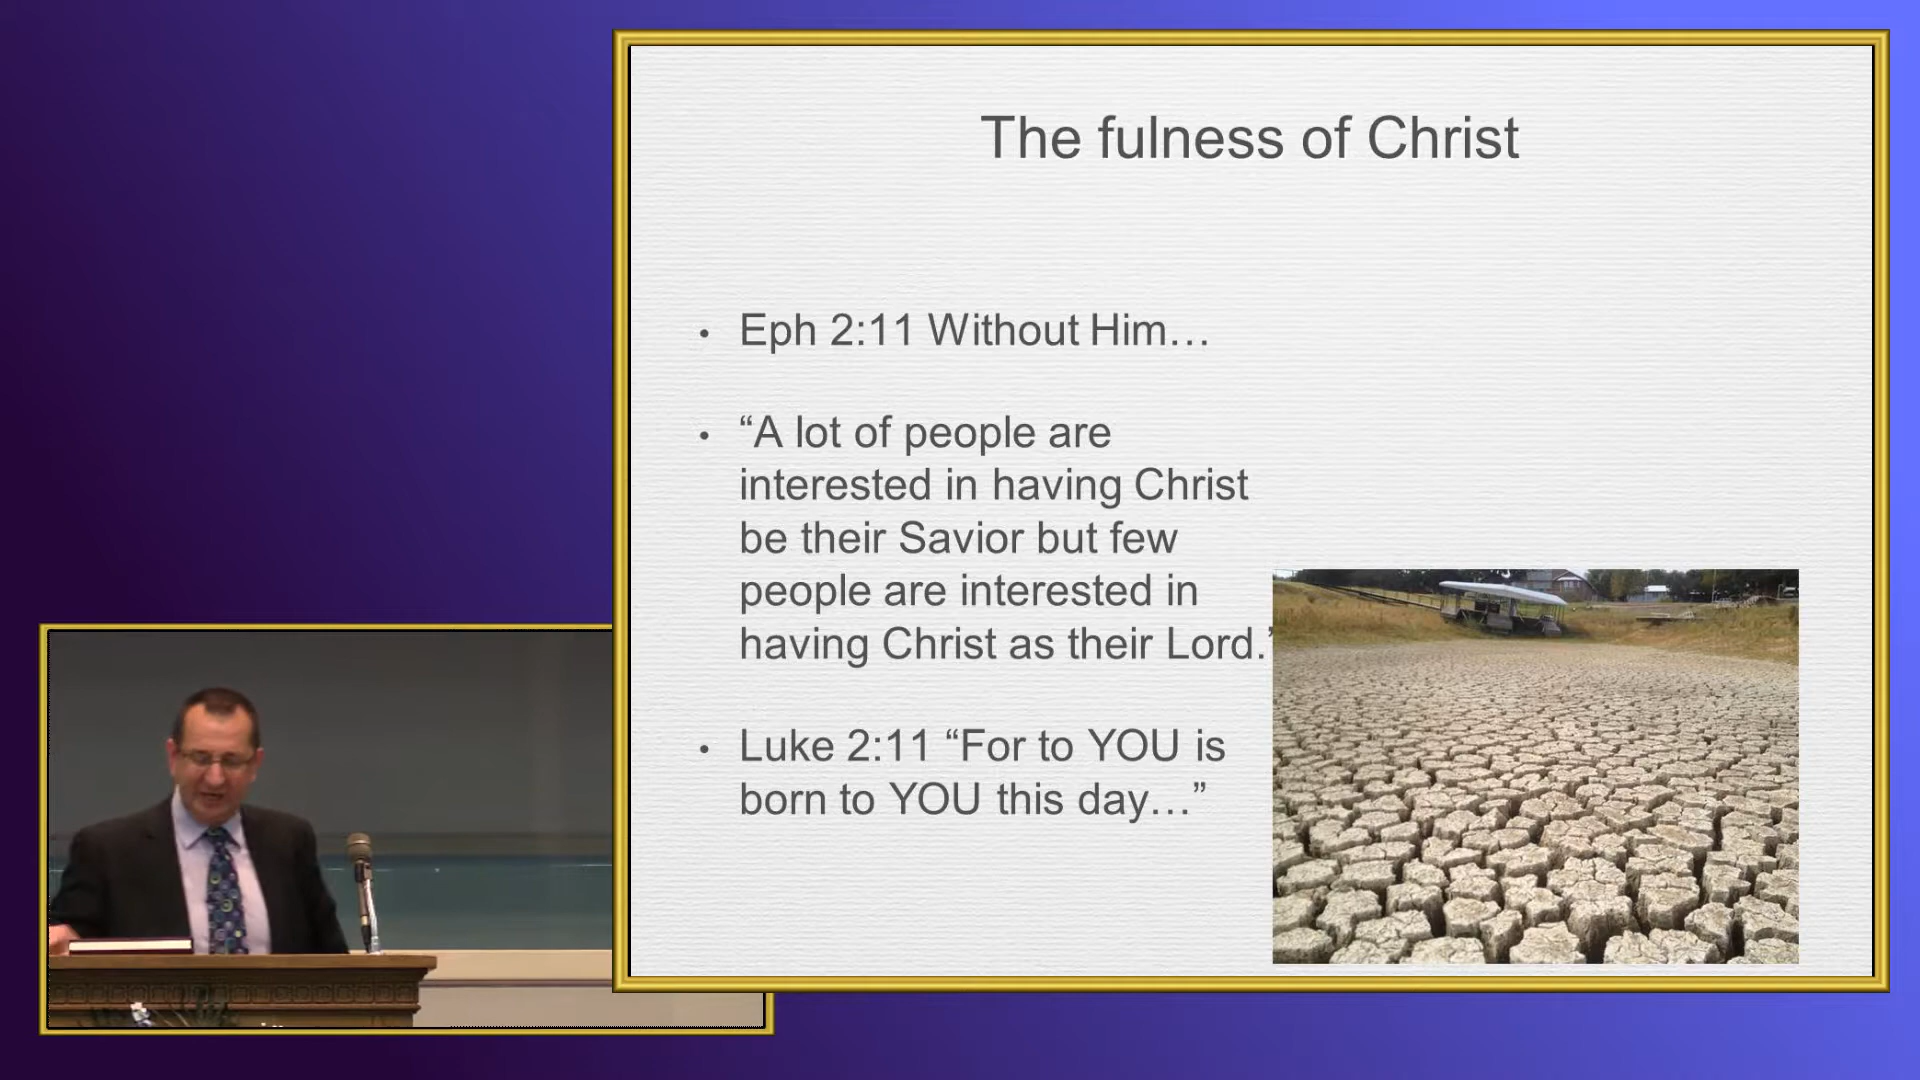 The fulness of Christ
• Eph 2:11 Without Him…
• “A lot of people are
interested in having Christ
be their Savior but few
people are interested in
having Christ as their Lord.”
• Luke 2:11 “For to YOU is
born to YOU this day…”